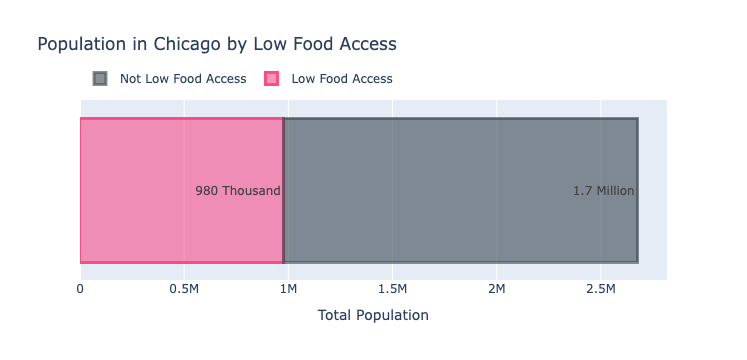 Population in Chicago by Low Food Access
Not Low Food Access Low Food Access
980 Thousand 1.7 Million
0 0.5M 1M 1.5M 2M 2.5M
Total Population